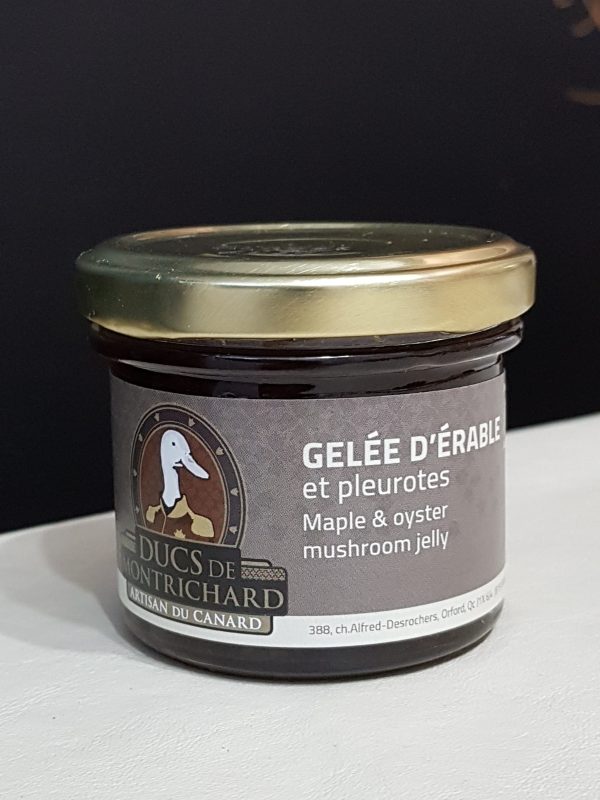 GELÉE D'ÉRABLE
et pleurotes
Maple & oyster
mushroom jelly
DUCS DE
MONTRICHARD
ARTISAN DU CANARD
388, ch.Alfred-Desrochers, Orford, Qc